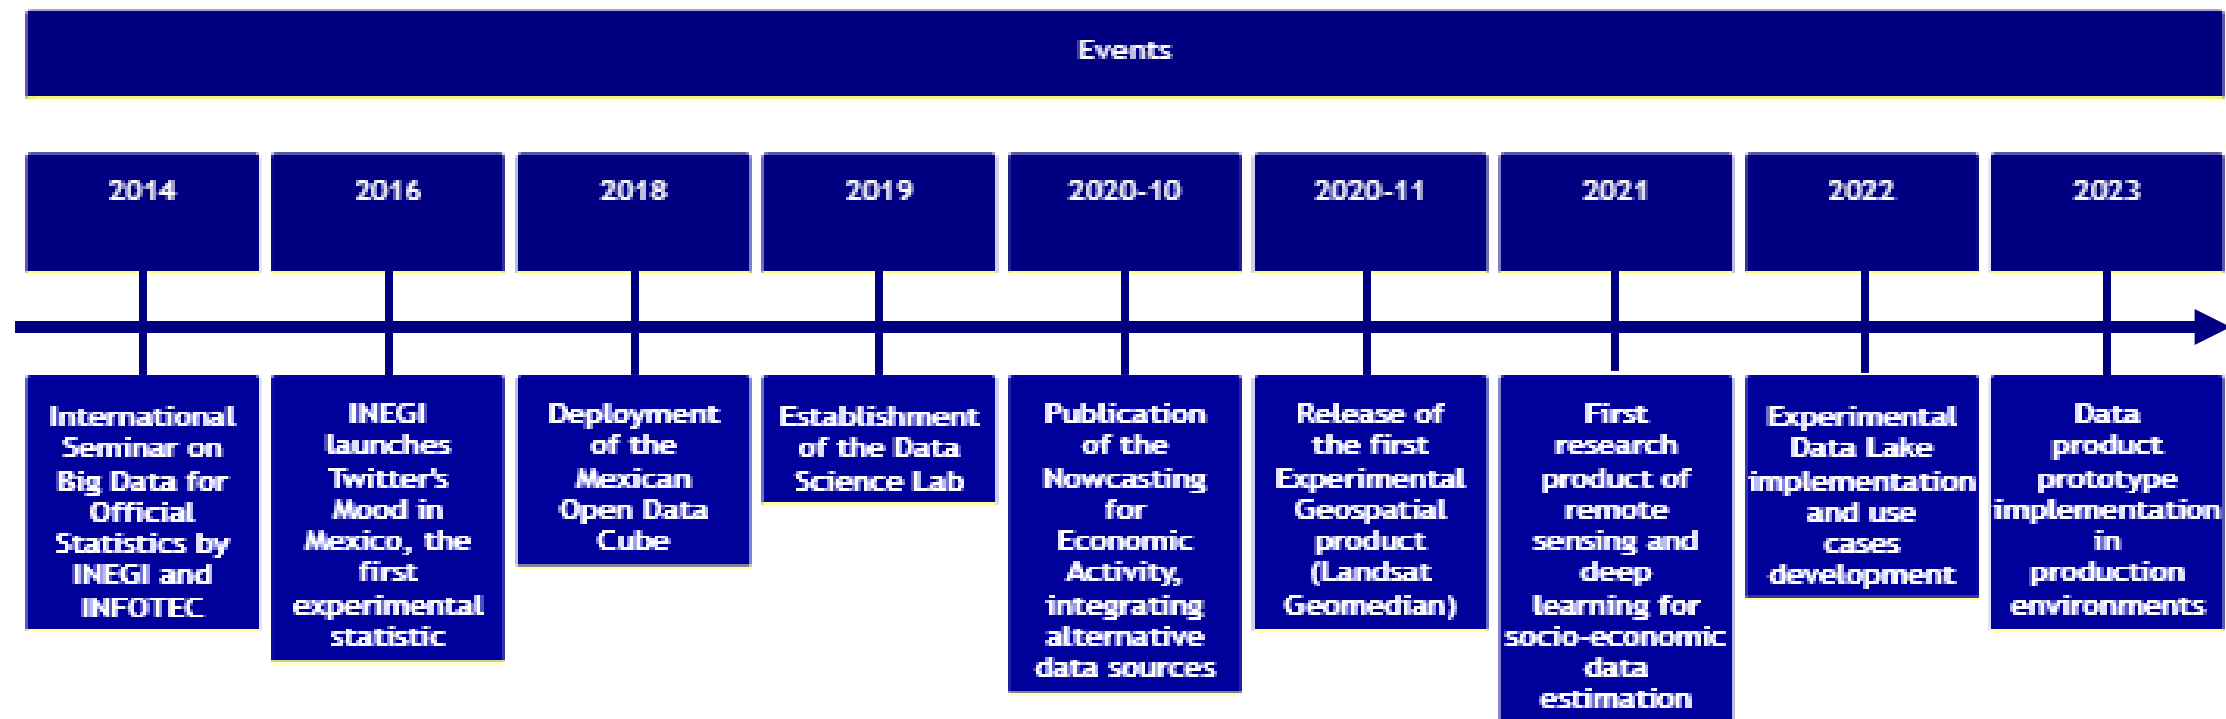 Events
2014
2016
2018
2019
2020-10
2020-11
2021
2022
2023
International
Seminar on
Big Data for
Official
Statistics by
INEGI and
INFOTEC
INEGI
launches
Twitter's
Mood in
Mexico, the
first
experimental
statistic
Deployment
of the
Mexican
Open Data
Cube
Establishment
of the Data
Science Lab
Publication
of the
Nowcasting
for
Economic
Activity,
integrating
alternative
data sources
Release of
the first
Experimental
Geospatial
product
(Landsat
Geomedian)
First
research
product of
remote
sensing and
deep
learning for
socio-economic
data
estimation
Experimental
Data Lake
implementation
and use
cases
development
Data
product
prototype
implementation
in
production
environments